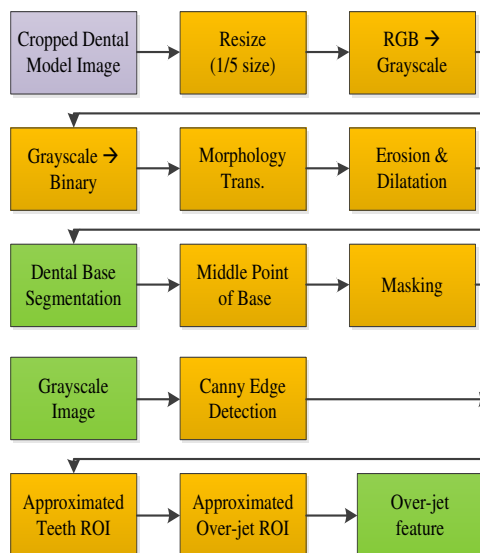 Cropped Dental
Model Image
Resize
(1/5 size)
RGB →
Grayscale
Grayscale →
Binary
Morphology
Trans.
Erosion &
Dilatation
Dental Base
Segmentation
Middle Point
of Base
Masking
Grayscale
Image
Canny Edge
Detection
Approximated
Teeth ROI
Approximated
Over-jet ROI
Over-jet
feature